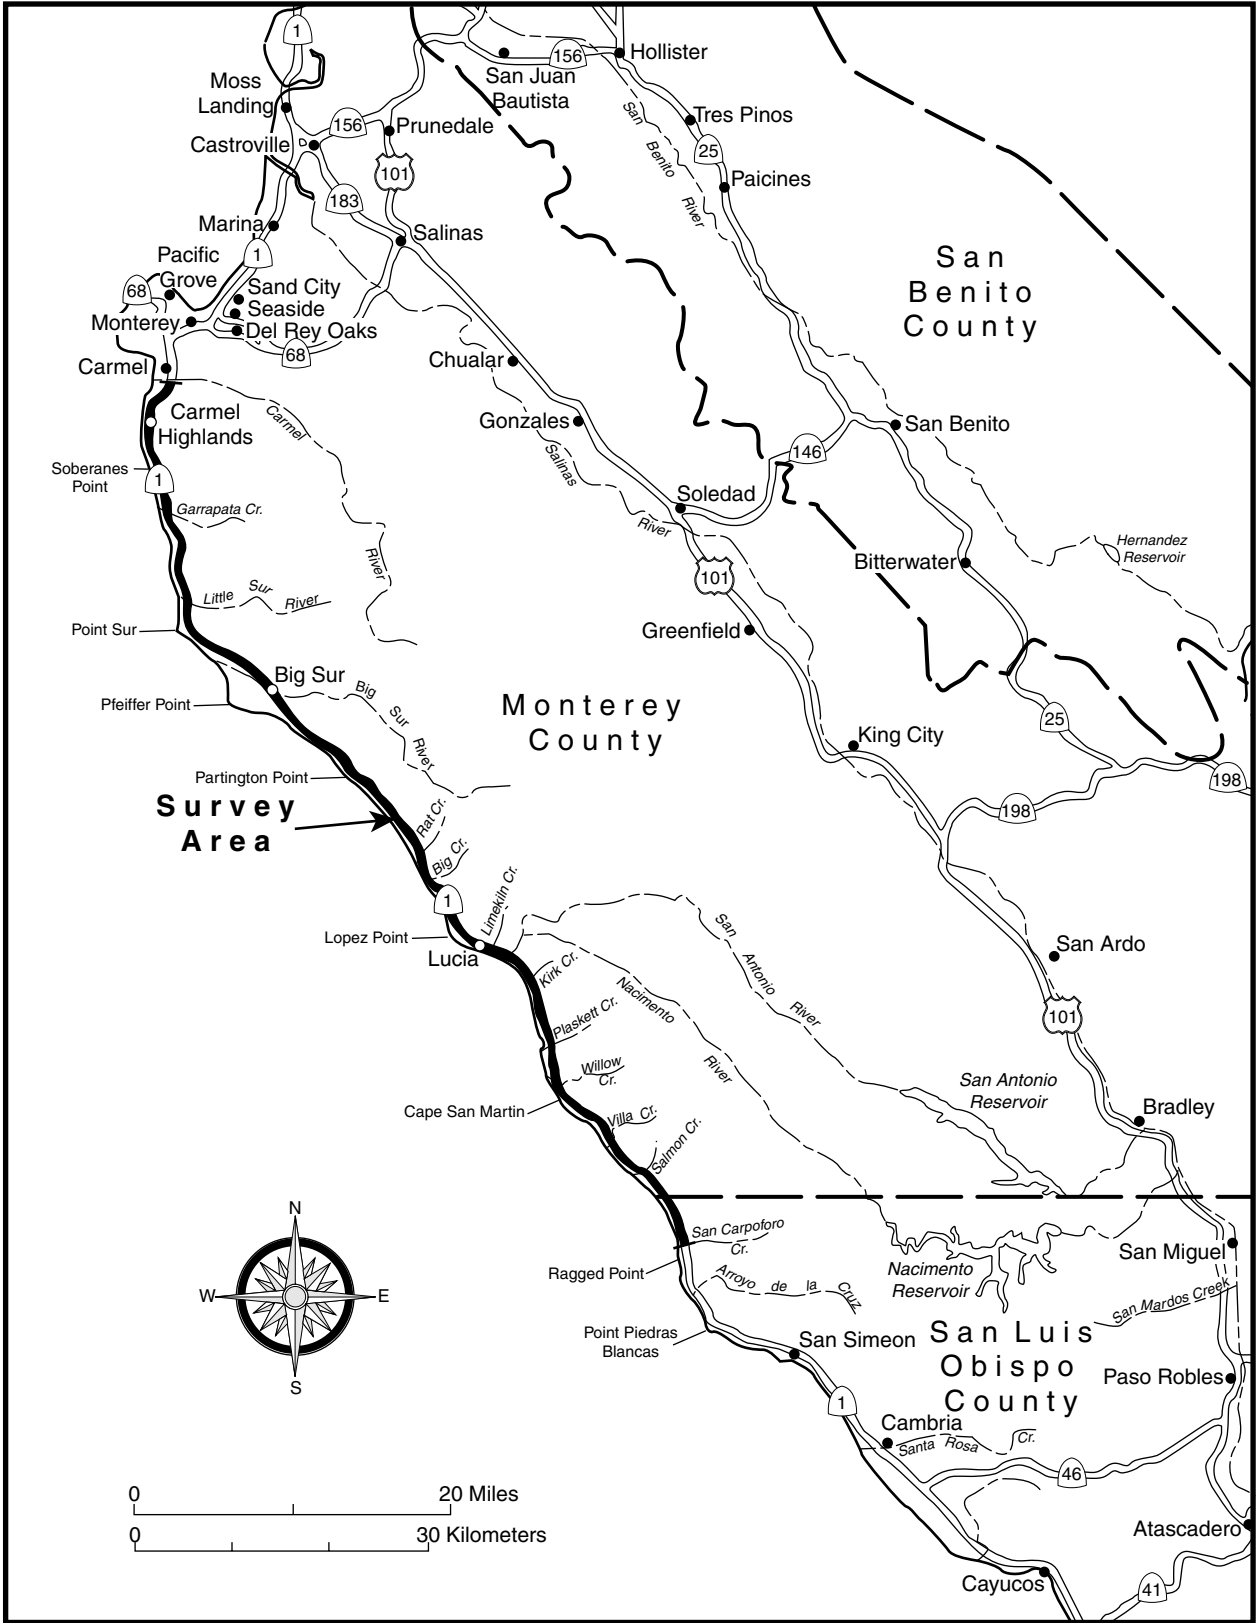 1
Moss
Landing
156
San Juan
Bautista
Hollister
156
Prunedale
Castroville
101
183
Tres Pinos
25
Paicines
San
Benito
River
Marina
Salinas
1
Pacific
Grove
68
Sand City
Seaside
Monterey
Del Rey Oaks
68
Carmel
Chualar
San
Benito
County
Carmel
Highlands
Carmel
Gonzales
Salinas
146
San Benito
Soberanes
Point
1
Garrapata Cr.
Soledad
River
River
Hernandez
Reservoir
Bitterwater
101
Little Sur River
Point Sur
Greenfield
Big Sur
Big
Sur
River
Pfeiffer Point
Monterey
County
25
King City
Partington Point
198
198
Survey
Area
Rat Cr.
Big Cr.
1
Limekiln Cr.
Lopez Point
Lucia
San
Antonio
River
San Ardo
Kirk Cr.
Nacimento
River
101
Plaskett Cr.
Willow
Cr.
San Antonio
Reservoir
Cape San Martin
Villa Cr.
Bradley
Salmon Cr.
N
W
E
S
San Carpoforo
Cr.
Ragged Point
Nacimento
Reservoir
San Miguel
Arroyo de la Cruz
San Mardos Creek
Point Piedras
Blancas
San Simeon
San Luis
Obispo
County
Paso Robles
1
Cambria
Santa Rosa Cr.
46
0
20 Miles
0
30 Kilometers
Atascadero
Cayucos
41